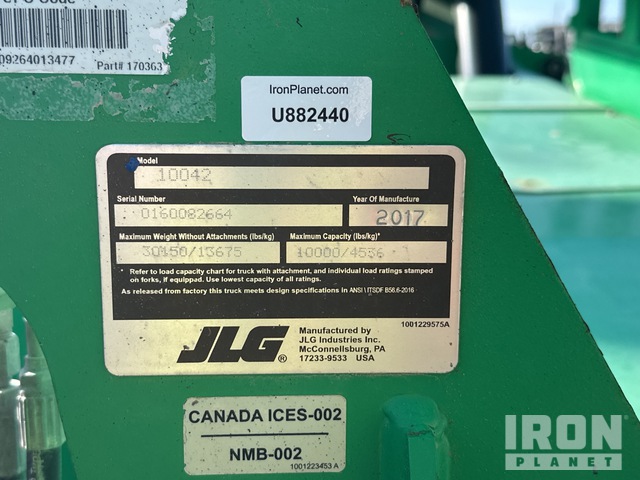 09264013477
Part# 170363
IronPlanet.com
U882440
Model
10042
Serial Number
0160082664
Year Of Manufacture
2017
Maximum Weight Without Attachments (lbs/kg)
30150/13675
Maximum Capacity (lbs/kg)*
10000/4536
* Refer to load capacity chart for truck with attachment, and individual load ratings stamped
on forks, if equipped. Use lowest capacity of all ratings.
As released from factory this truck meets design specifications in ANSI \ ITSDF B56.6-2016
JLG®
Manufactured by
JLG Industries Inc.
McConnellsburg, PA
17233-9533 USA
1001229575A
CANADA ICES-002
NMB-002
1001223453 A
IRON
PLANET